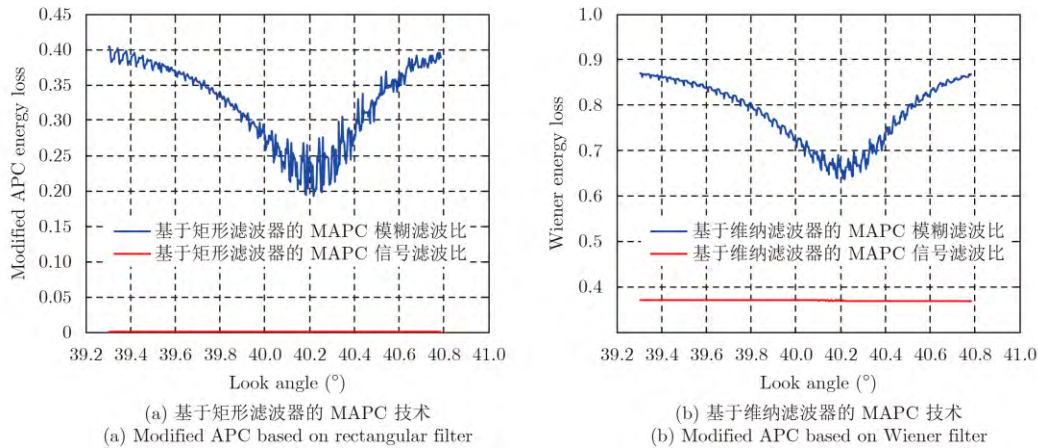 0.45
0.40
0.35
0.30
0.25
0.20
0.15
0.10
0.05
0
Modified APC energy loss
基于矩形滤波器的 MAPC 模糊滤波比
基于矩形滤波器的 MAPC 信号滤波比
39.2 39.4 39.6 39.8 40.0 40.2 40.4 40.6 40.8 41.0
Look angle (°)
(a) 基于矩形滤波器的 MAPC 技术
(a) Modified APC based on rectangular filter
1.0
0.9
0.8
0.7
0.6
0.5
0.4
Wiener energy loss
基于维纳滤波器的 MAPC 模糊滤波比
基于维纳滤波器的 MAPC 信号滤波比
39.2 39.4 39.6 39.8 40.0 40.2 40.4 40.6 40.8 41.0
Look angle (°)
(b) 基于维纳滤波器的 MAPC 技术
(b) Modified APC based on Wiener filter